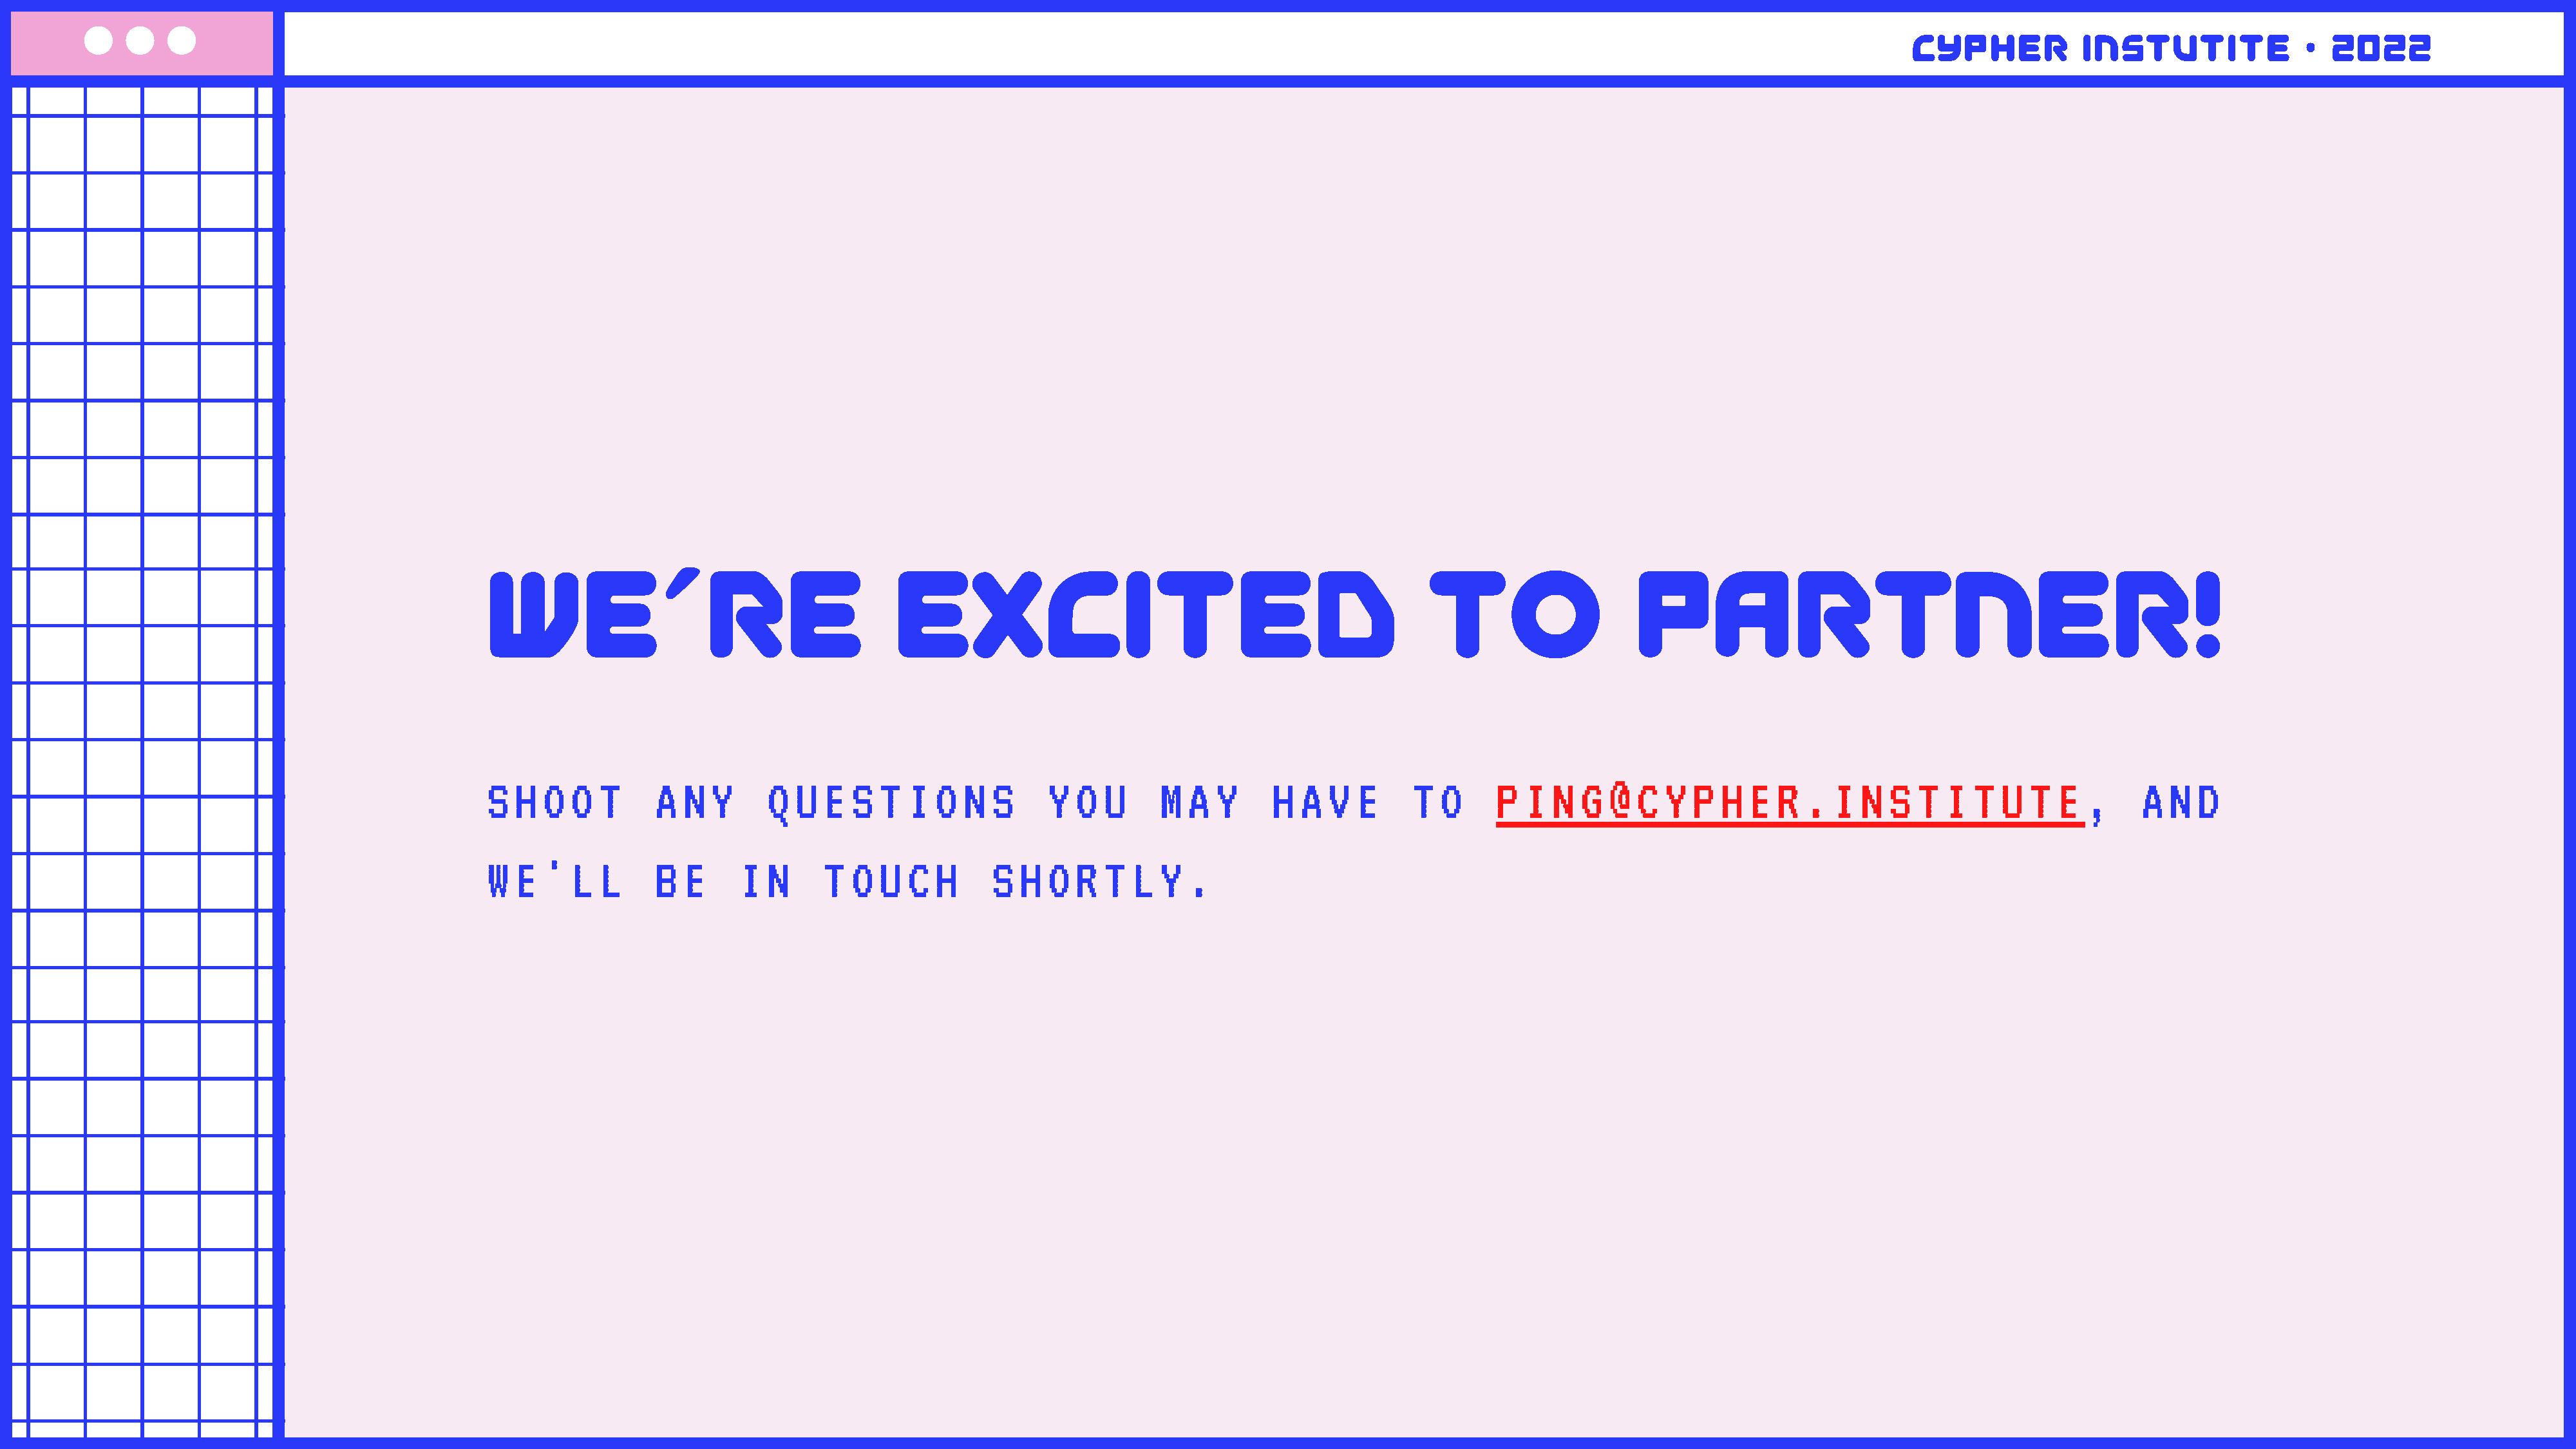 CYPHER INSTUTITE · 2022
WE'RE EXCITED TO PARTNER!
SHOOT ANY QUESTIONS YOU MAY HAVE TO PING@CYPHER.INSTITUTE, AND
WE'LL BE IN TOUCH SHORTLY.